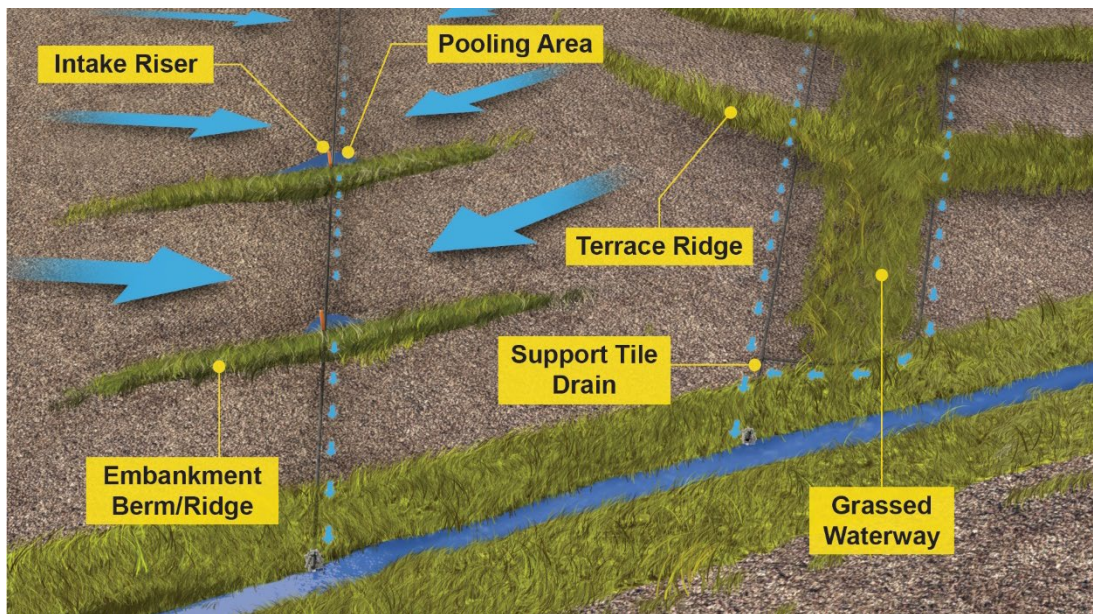 Pooling Area
Intake Riser
Terrace Ridge
Support Tile
Drain
Embankment
Berm/Ridge
Grassed
Waterway